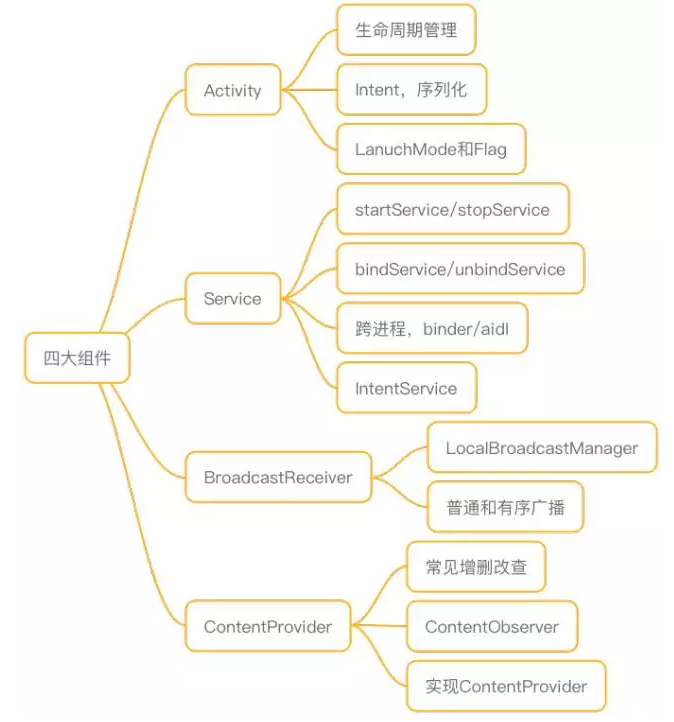 四大组件
Activity
生命周期管理
Intent，序列化
LanuchMode和Flag
Service
startService/stopService
bindService/unbindService
跨进程，binder/aidl
IntentService
BroadcastReceiver
LocalBroadcastManager
普通和有序广播
ContentProvider
常见增删改查
ContentObserver
实现ContentProvider